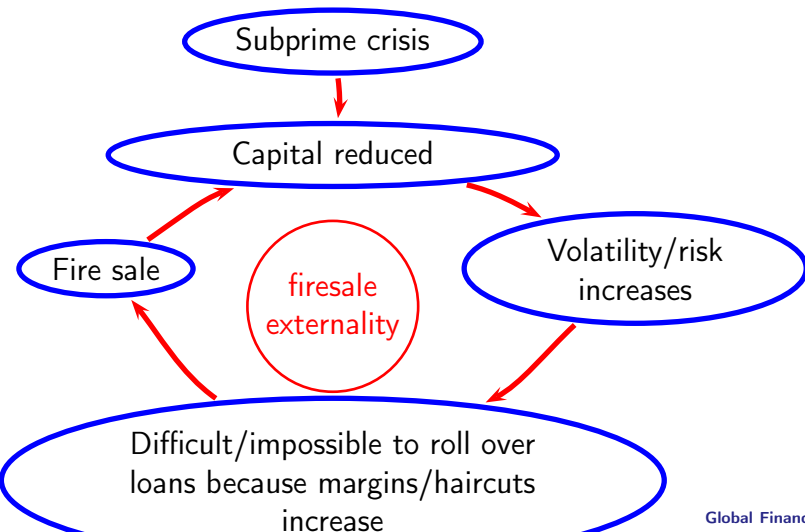 Subprime crisis
Capital reduced
Volatility/risk
increases
Fire sale
firesale
externality
Difficult/impossible to roll over
loans because margins/haircuts
increase
Global Financ